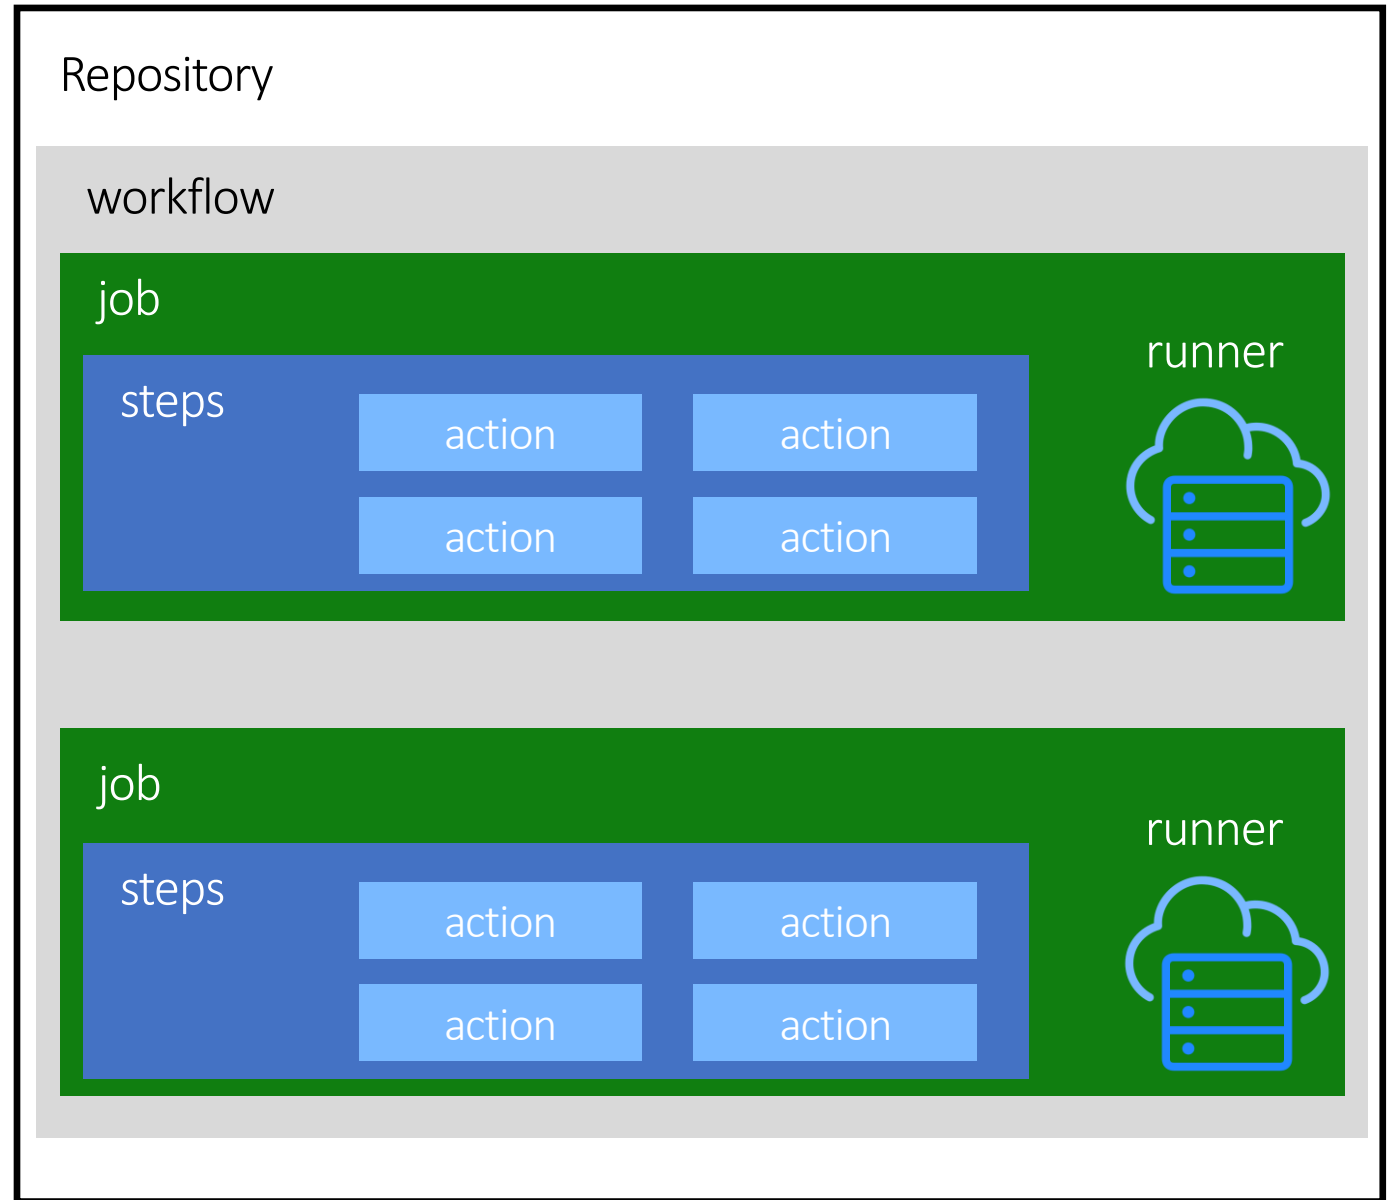 Repository
workflow
job
runner
steps
action action
action action
job
runner
steps
action action
action action